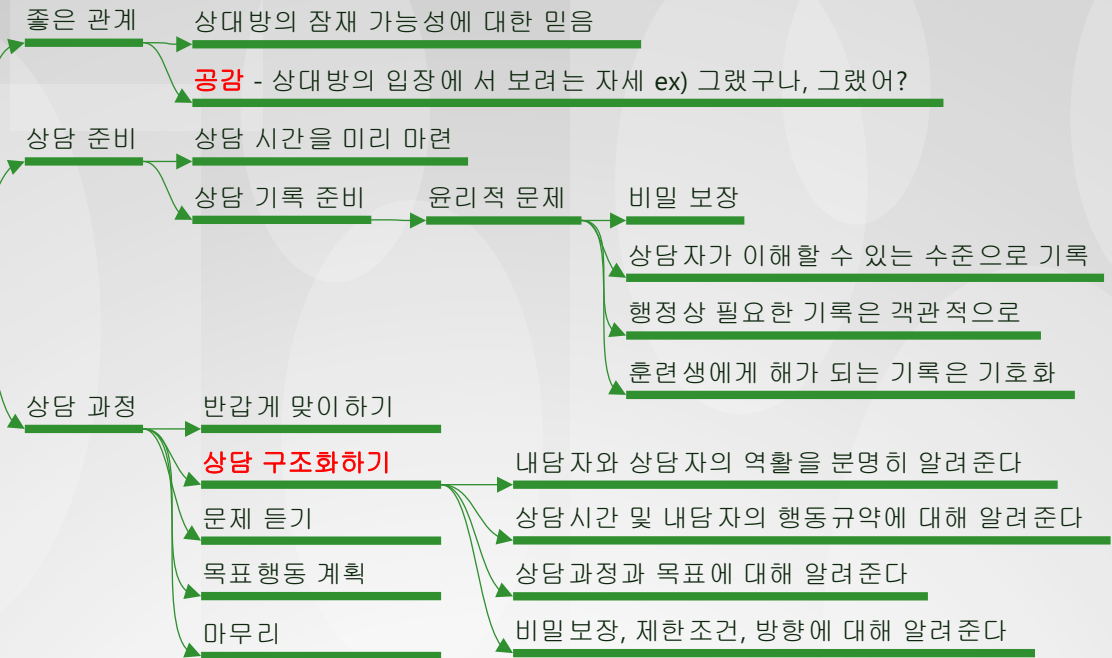 좋은 관계
상대방의 잠재 가능성에 대한 믿음
공감 - 상대방의 입장에 서 보려는 자세 ex) 그랬구나, 그랬어?
상담 준비
상담 시간을 미리 마련
상담 기록 준비
윤리적 문제
비밀 보장
상담자가 이해할 수 있는 수준으로 기록
행정상 필요한 기록은 객관적으로
훈련생에게 해가 되는 기록은 기호화
상담 과정
반갑게 맞이하기
상담 구조화하기
내담자와 상담자의 역활을 분명히 알려준다
상담시간 및 내담자의 행동규약에 대해 알려준다
상담과정과 목표에 대해 알려준다
비밀보장, 제한조건, 방향에 대해 알려준다
문제 듣기
목표행동 계획
마무리